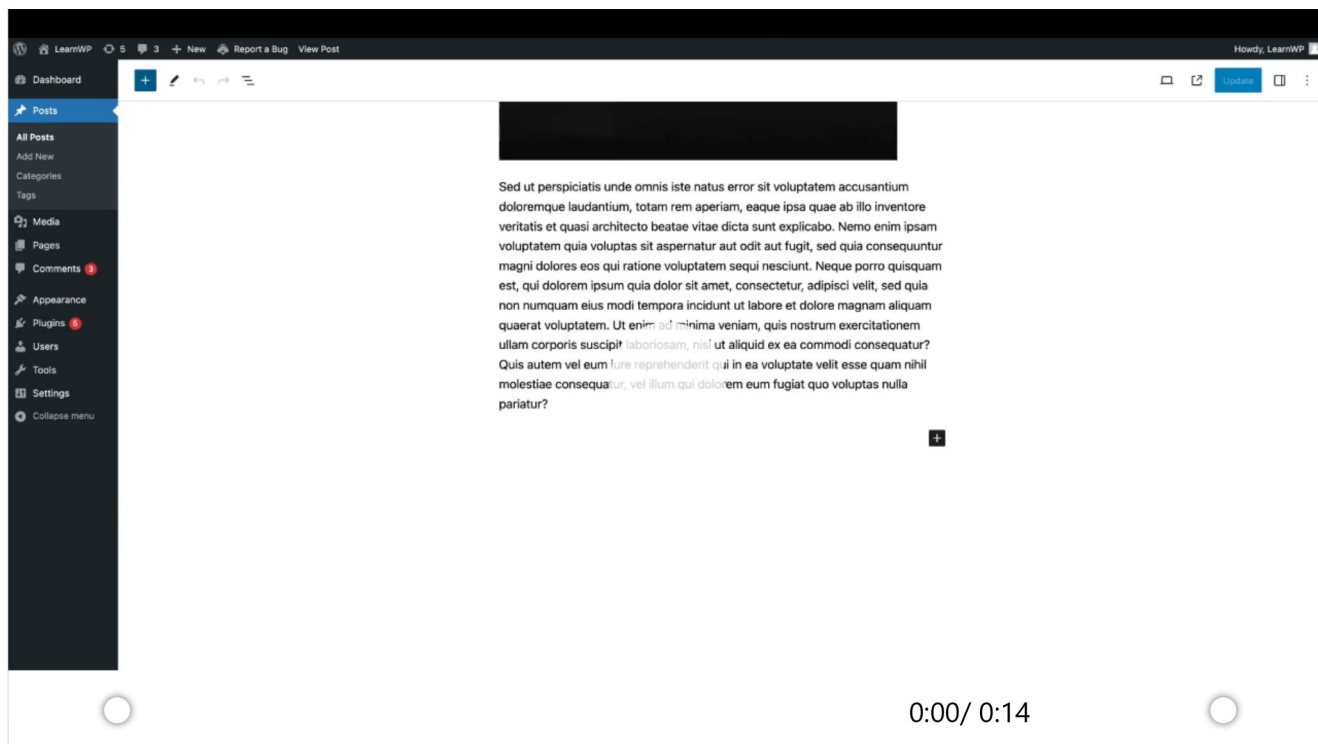 LearnWP 5 3 + New Report a Bug View Post Howdy, LearnWP
Dashboard
Update
Posts
All Posts
Add New
Categories
Tags
Media
Pages
Comments 3
Appearance
Plugins 5
Users
Tools
Settings
Collapse menu
Sed ut perspiciatis unde omnis iste natus error sit voluptatem accusantium
doloremque laudantium, totam rem aperiam, eaque ipsa quae ab illo inventore
veritatis et quasi architecto beatae vitae dicta sunt explicabo. Nemo enim ipsam
voluptatem quia voluptas sit aspernatur aut odit aut fugit, sed quia consequuntur
magni dolores eos qui ratione voluptatem sequi nesciunt. Neque porro quisquam
est, qui dolorem ipsum quia dolor sit amet, consectetur, adipisci velit, sed quia
non numquam eius modi tempora incidunt ut labore et dolore magnam aliquam
quaerat voluptatem. Ut enim ad minima veniam, quis nostrum exercitationem
ullam corporis suscipit laboriosam, nisi ut aliquid ex ea commodi consequatur?
Quis autem vel eum iure reprehenderit qui in ea voluptate velit esse quam nihil
molestiae consequatur, vel illum qui dolorem eum fugiat quo voluptas nulla
pariatur?
0:00/ 0:14